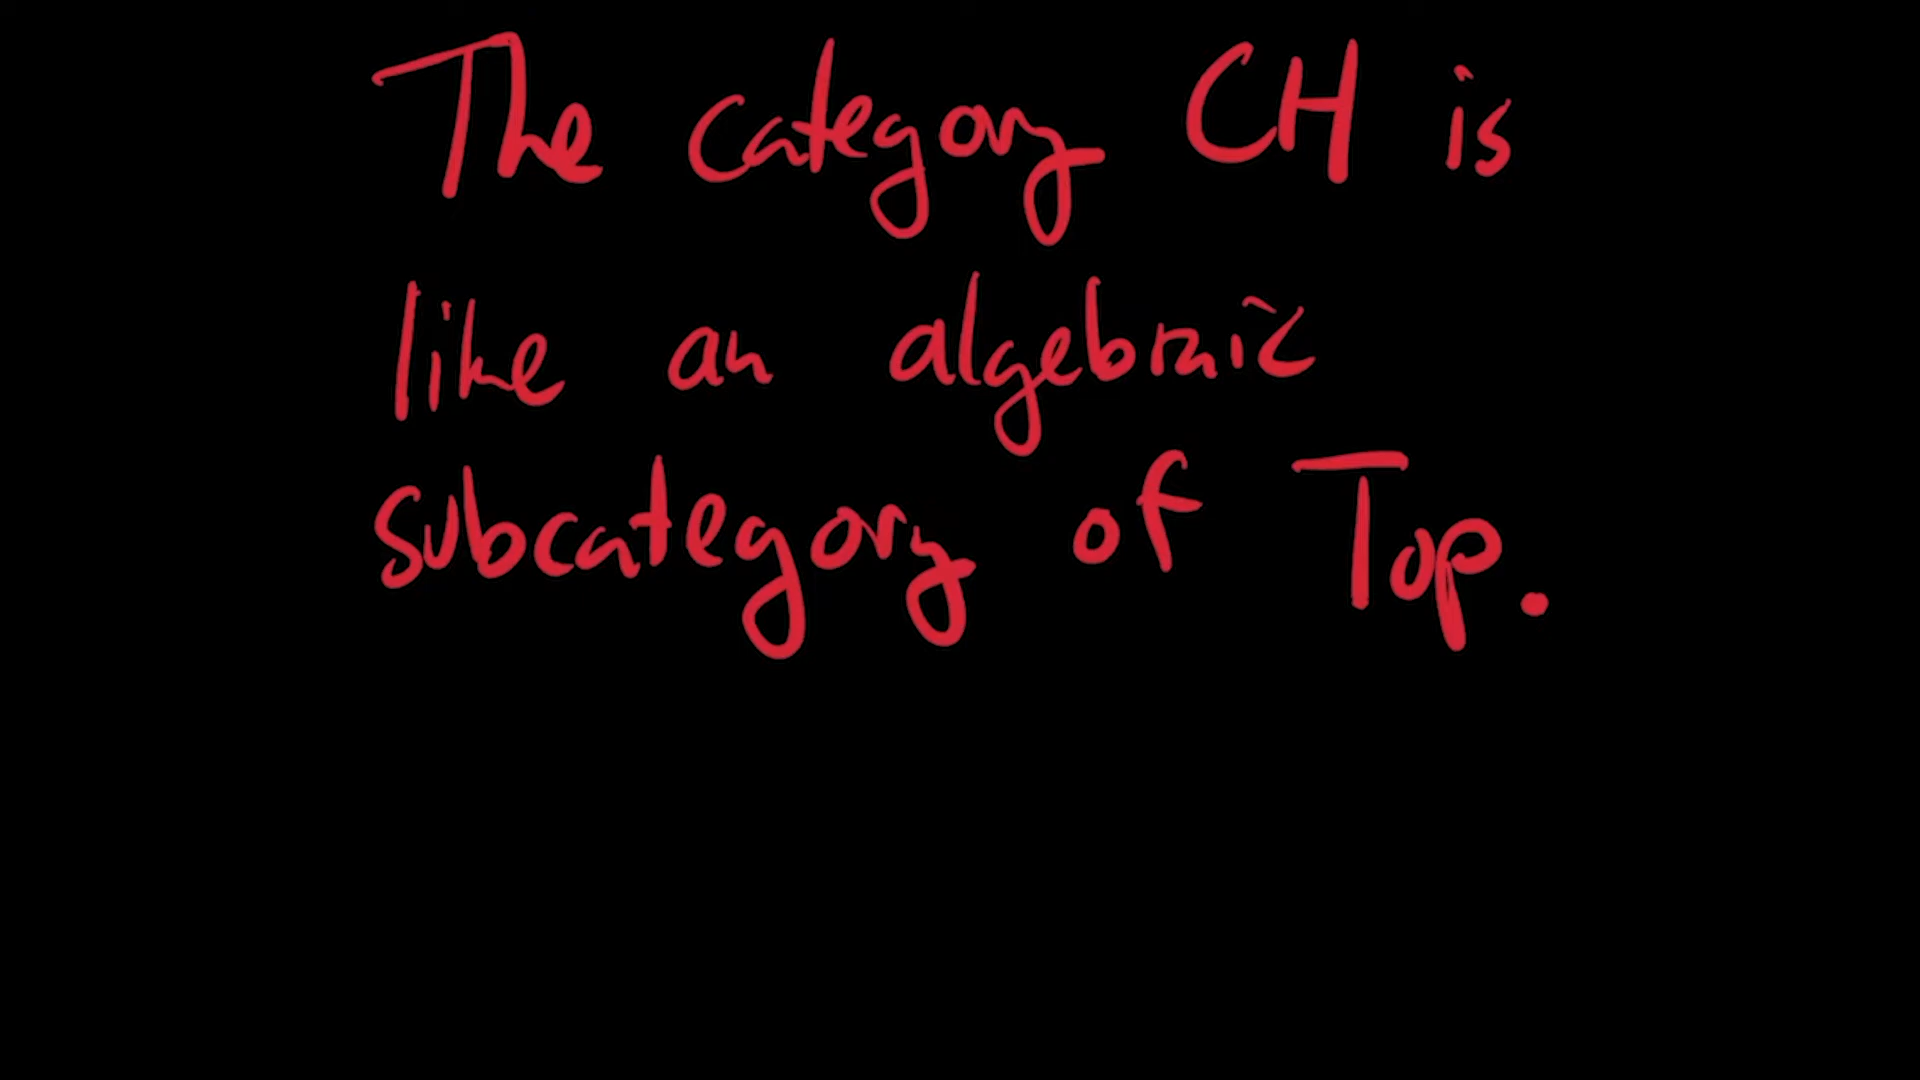 The category CH is
like an algebraic
subcategory of Top.